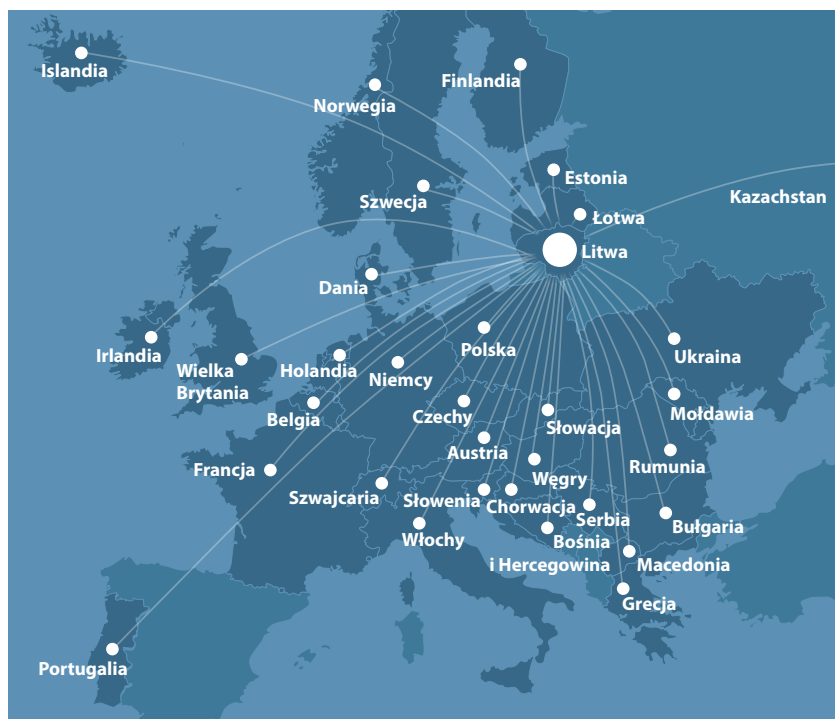 Islandia
Finlandia
Norwegia
Estonia
Kazachstan
Szwecja
Łotwa
Litwa
Dania
Irlandia
Wielka
Brytania
Holandia
Niemcy
Polska
Ukraina
Belgia
Czechy
Słowacja
Mołdawia
Austria
Francja
Szwajcaria
Węgry
Rumunia
Słowenia
Chorwacja
Serbia
Bułgaria
Włochy
Bośnia
i Hercegowina
Macedonia
Grecja
Portugalia